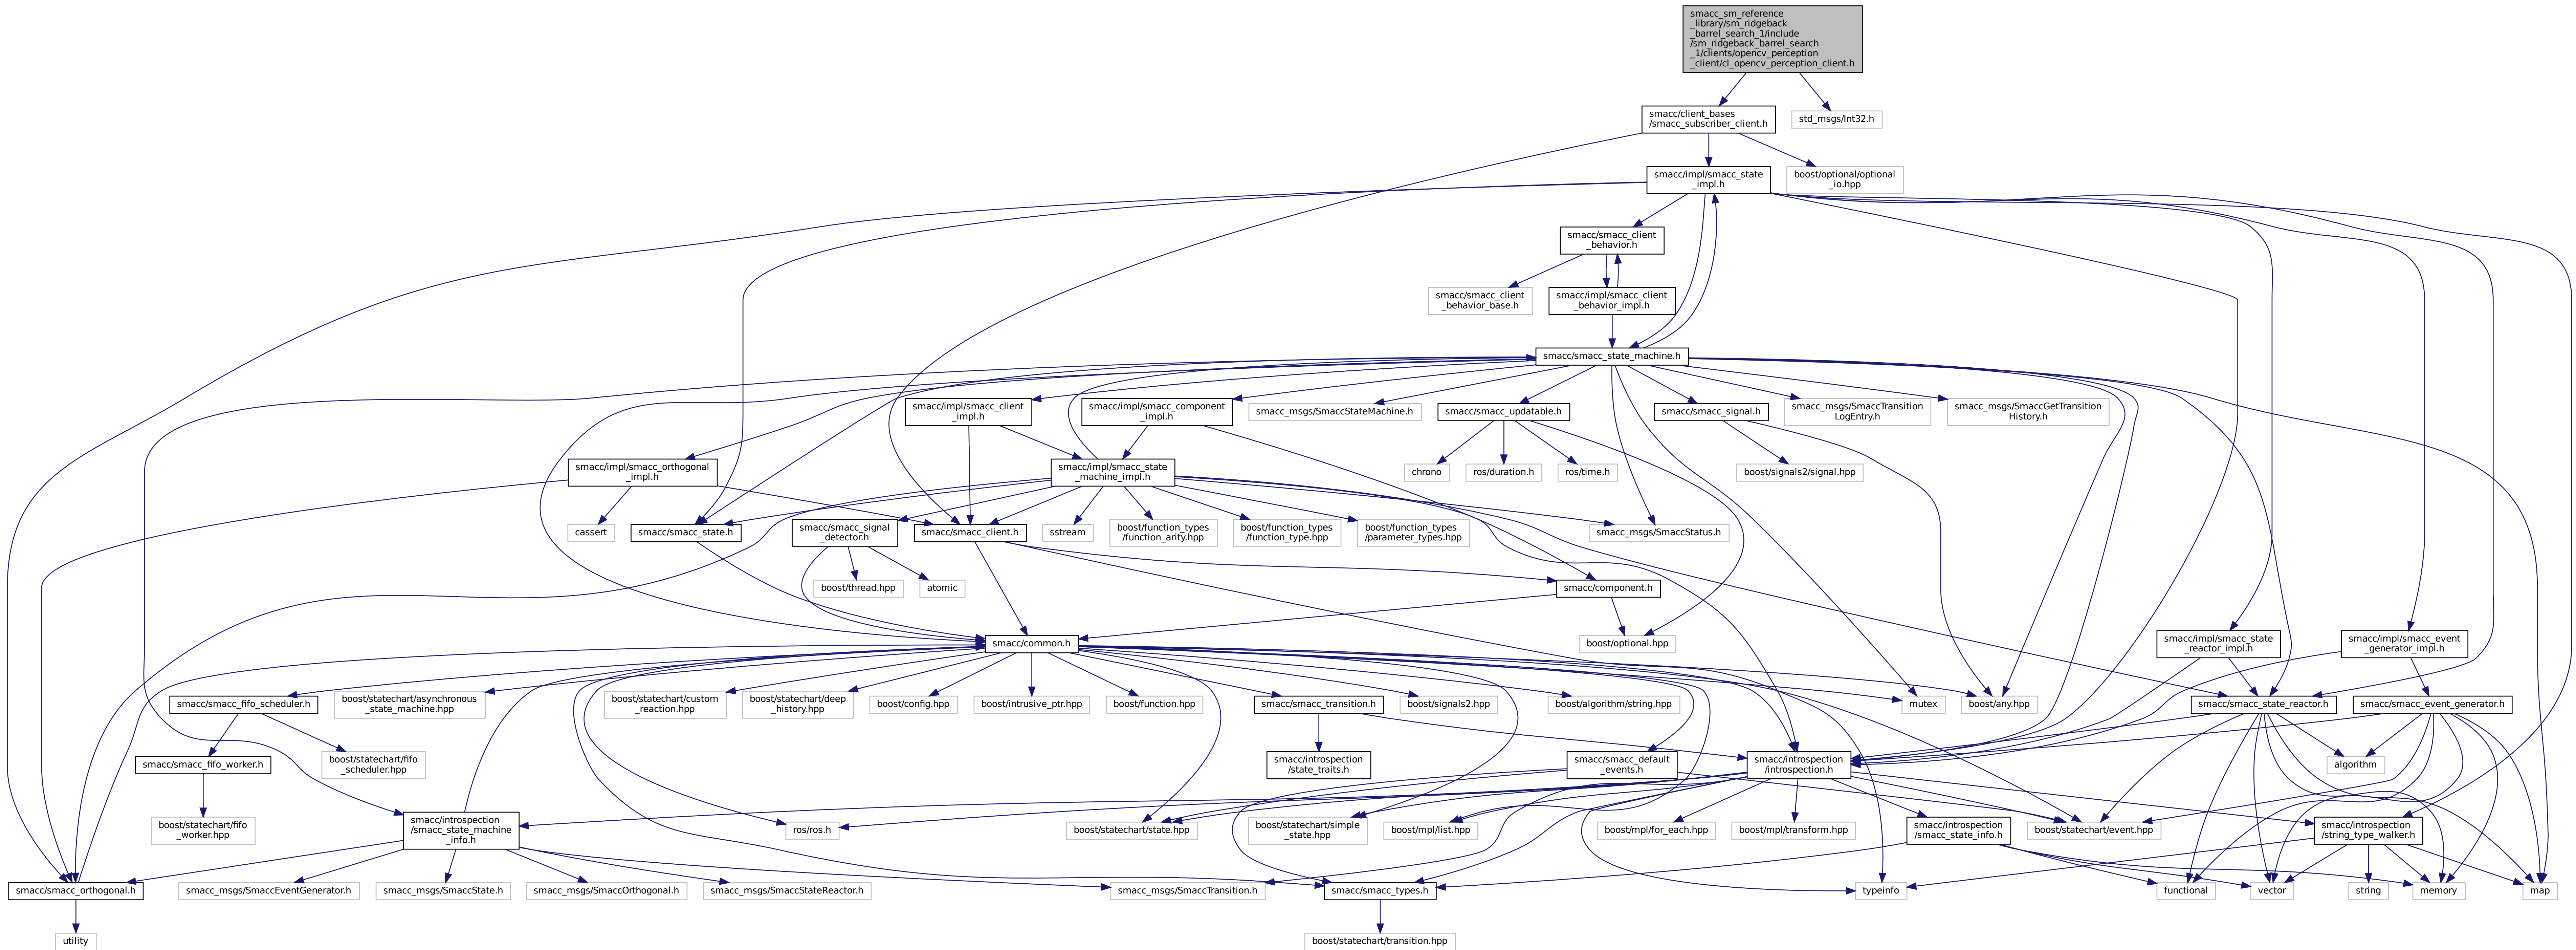 smacc_sm_reference
_library/sm_ridgeback
_barrel_search_1/include
/sm_ridgeback_barrel_search
_1/clients/opencv_perception
_client/cl_opencv_perception_client.h
smacc/client_bases
/smacc_subscriber_client.h
std_msgs/Int32.h
smacc/impl/smacc_state
_impl.h
boost/optional/optional
_io.hpp
smacc/smacc_client
_behavior.h
smacc/smacc_client
_behavior_base.h
smacc/impl/smacc_client
_behavior_impl.h
smacc/smacc_state_machine.h
smacc/impl/smacc_client
_impl.h
smacc/impl/smacc_component
_impl.h
smacc_msgs/SmaccStateMachine.h
smacc/smacc_updatable.h
smacc/smacc_signal.h
smacc_msgs/SmaccTransition
LogEntry.h
smacc_msgs/SmaccGetTransition
History.h
smacc/impl/smacc_orthogonal
_impl.h
smacc/impl/smacc_state
_machine_impl.h
chrono
ros/duration.h
ros/time.h
boost/signals2/signal.hpp
cassert
smacc/smacc_state.h
smacc/smacc_signal
_detector.h
smacc/smacc_client.h
sstream
boost/function_types
/function_arity.hpp
boost/function_types
/function_type.hpp
boost/function_types
/parameter_types.hpp
smacc_msgs/SmaccStatus.h
boost/thread.hpp
atomic
smacc/component.h
smacc/common.h
boost/optional.hpp
smacc/impl/smacc_state
_reactor_impl.h
smacc/impl/smacc_event
_generator_impl.h
smacc/smacc_fifo_scheduler.h
boost/statechart/asynchronous
_state_machine.hpp
boost/statechart/custom
_reaction.hpp
boost/statechart/deep
_history.hpp
boost/config.hpp
boost/intrusive_ptr.hpp
boost/function.hpp
smacc/smacc_transition.h
boost/signals2.hpp
boost/algorithm/string.hpp
mutex
boost/any.hpp
smacc/smacc_state_reactor.h
smacc/smacc_event_generator.h
smacc/smacc_fifo_worker.h
boost/statechart/fifo
_scheduler.hpp
smacc/introspection
/state_traits.h
smacc/smacc_default
_events.h
smacc/introspection
/introspection.h
algorithm
boost/statechart/fifo
_worker.hpp
smacc/introspection
/smacc_state_machine
_info.h
ros/ros.h
boost/statechart/state.hpp
boost/statechart/simple
_state.hpp
boost/mpl/list.hpp
boost/mpl/for_each.hpp
boost/mpl/transform.hpp
smacc/introspection
/smacc_state_info.h
boost/statechart/event.hpp
smacc/introspection
/string_type_walker.h
smacc/smacc_orthogonal.h
smacc_msgs/SmaccEventGenerator.h
smacc_msgs/SmaccState.h
smacc_msgs/SmaccOrthogonal.h
smacc_msgs/SmaccStateReactor.h
smacc_msgs/SmaccTransition.h
smacc/smacc_types.h
typeinfo
functional
vector
string
memory
map
utility
boost/statechart/transition.hpp